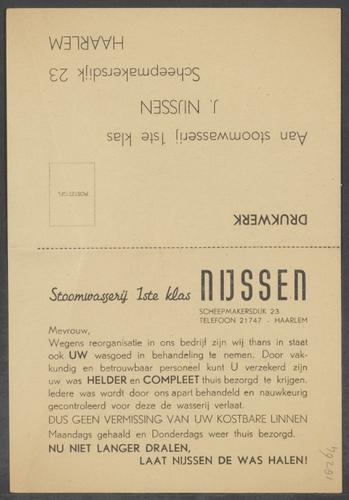 DRUKWERK
POSTZEGEL
Aan stoomwasserij 1ste klas
J. NIJSSEN
Scheepmakersdijk 23
HAARLEM
Stoomwasserij 1ste klas NIJSSEN
SCHEEPMAKERSDIJK 23
TELEFOON 21747 - HAARLEM
Mevrouw,
Wegens reorganisatie in ons bedrijf zijn wij thans in staat
ook UW wasgoed in behandeling te nemen. Door vak-
kundig en betrouwbaar personeel kunt U verzekerd zijn
uw was HELDER en COMPLEET thuis bezorgd te krijgen.
Iedere was wordt door ons apart behandeld en nauwkeurig
gecontroleerd voor deze de wasserij verlaat.
DUS GEEN VERMISSING VAN UW KOSTBARE LINNEN
Maandags gehaald en Donderdags weer thuis bezorgd.
NU NIET LANGER DRALEN,
LAAT NIJSSEN DE WAS HALEN!